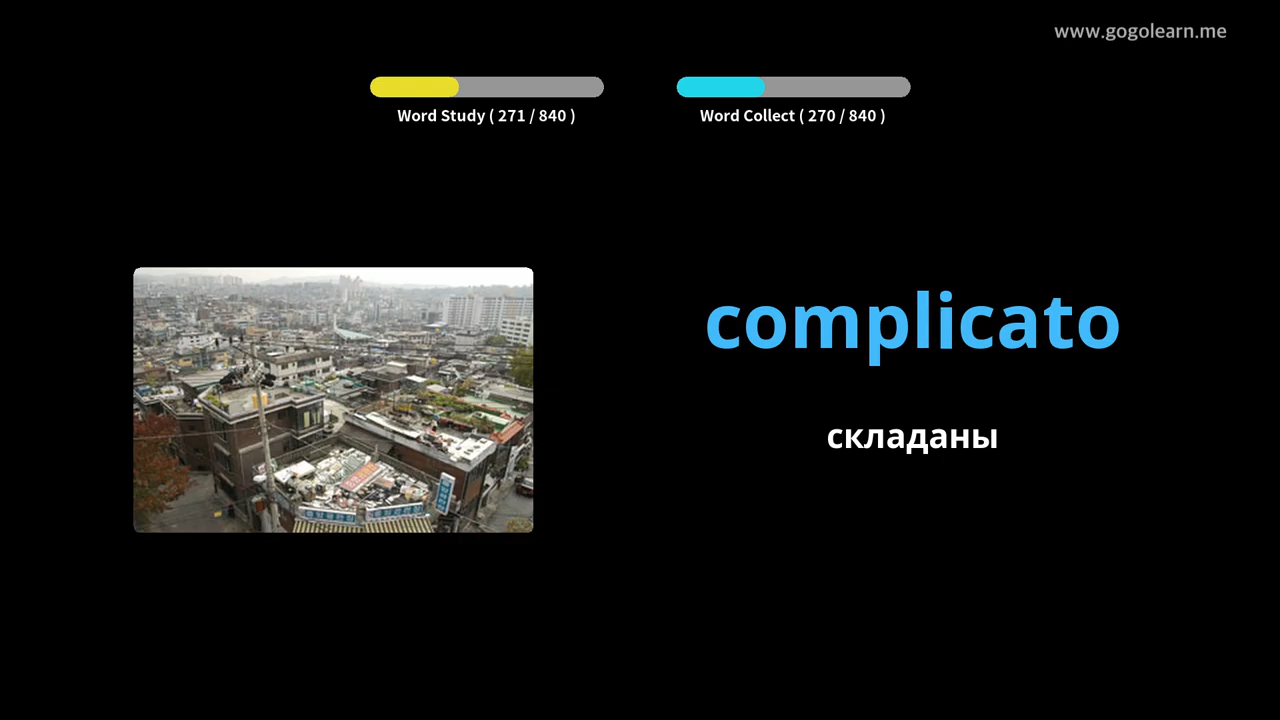 www.gogolearn.me
Word Study ( 271 / 840 )
Word Collect ( 270 / 840 )
complicato
складаны